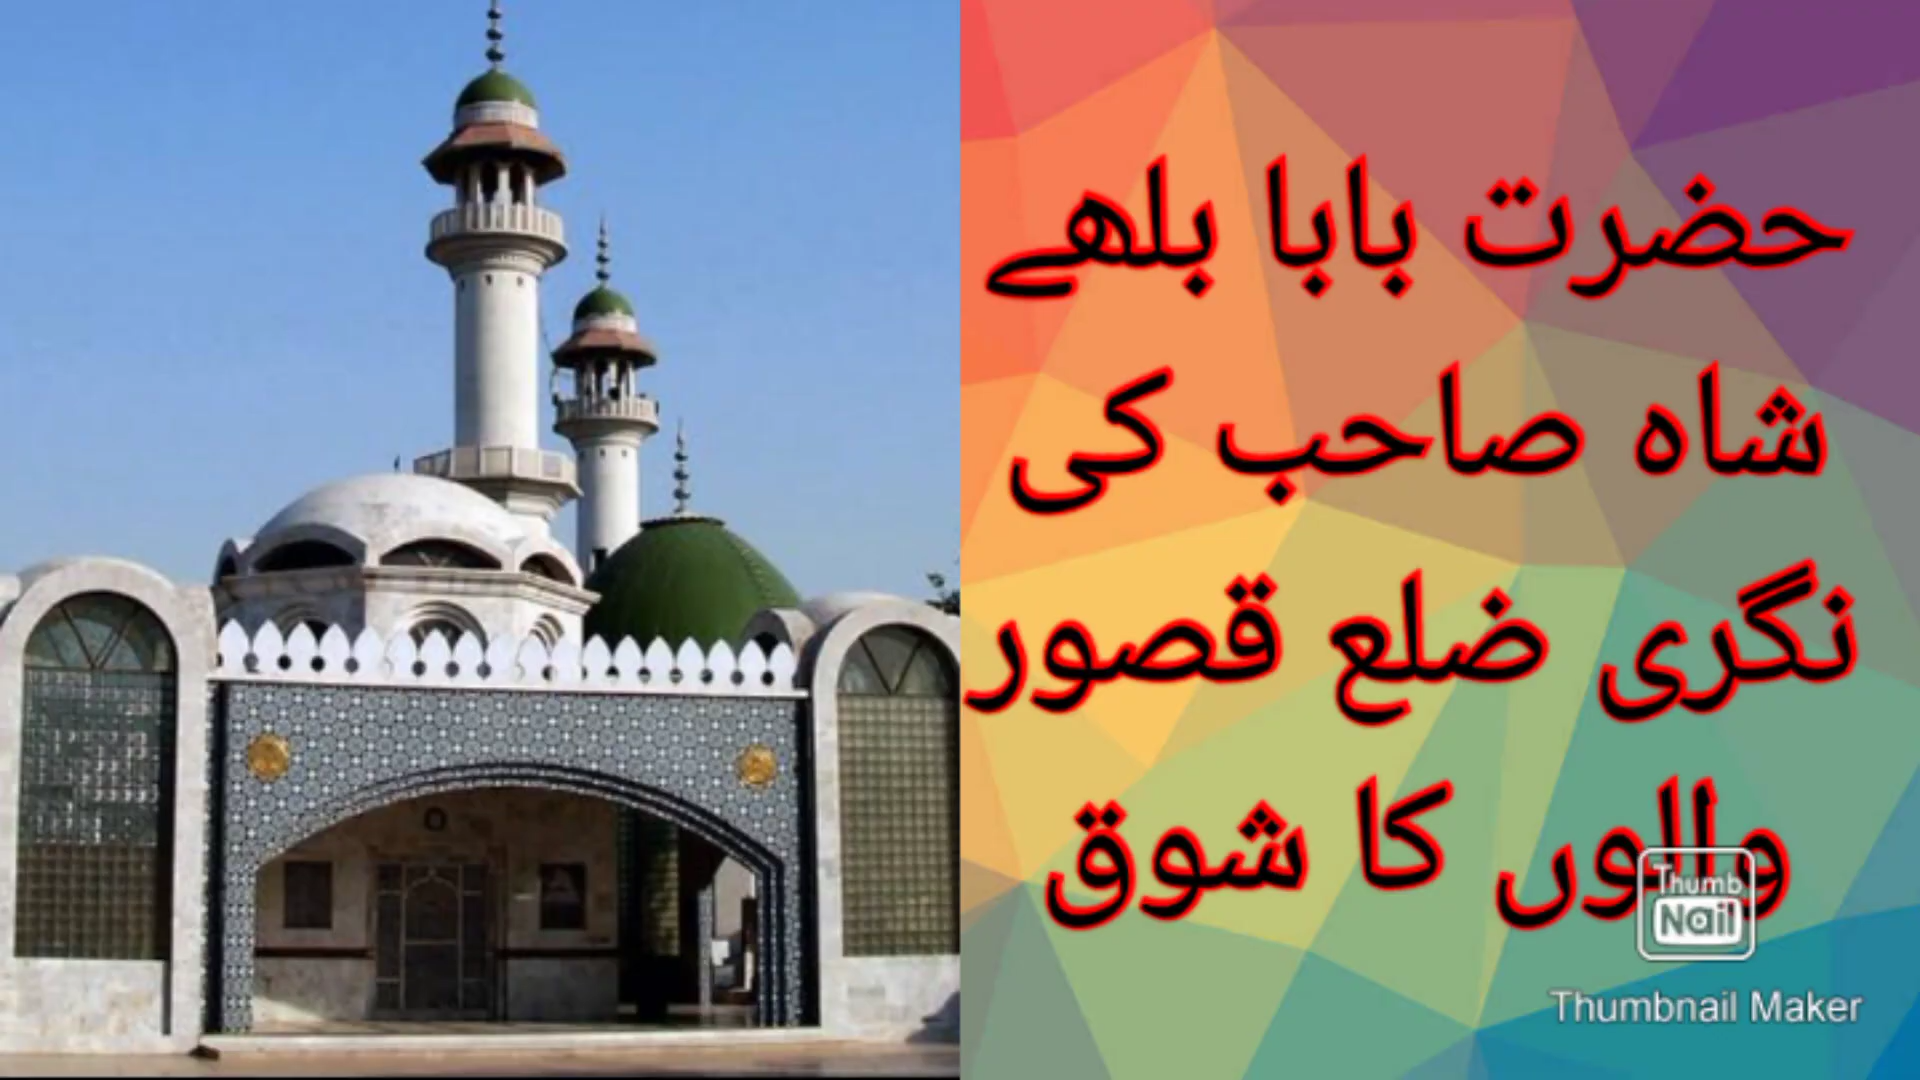 حضرت بابا بلھے
شاہ صاحب کی
نگری ضلع قصور
والوں کا شوق
Thumb
Nail
Thumbnail Maker